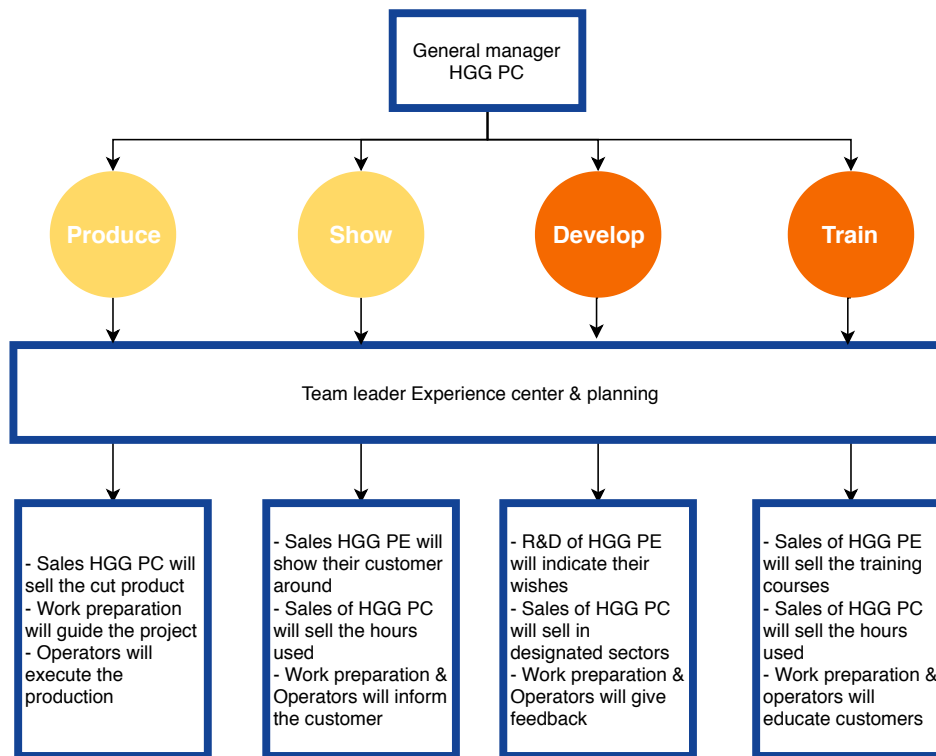 General manager
HGG PC
Produce
Show
Develop
Train
Team leader Experience center & planning
- Sales HGG PC will
sell the cut product
- Work preparation
will guide the project
- Operators will
execute the
production
- Sales HGG PE will
show their customer
around
- Sales of HGG PC
will sell the hours
used
- Work preparation &
Operators will inform
the customer
- R&D of HGG PE
will indicate their
wishes
- Sales of HGG PC
will sell in
designated sectors
- Work preparation &
Operators will give
feedback
- Sales of HGG PE
will sell the training
courses
- Sales of HGG PC
will sell the hours
used
- Work preparation &
operators will
educate customers